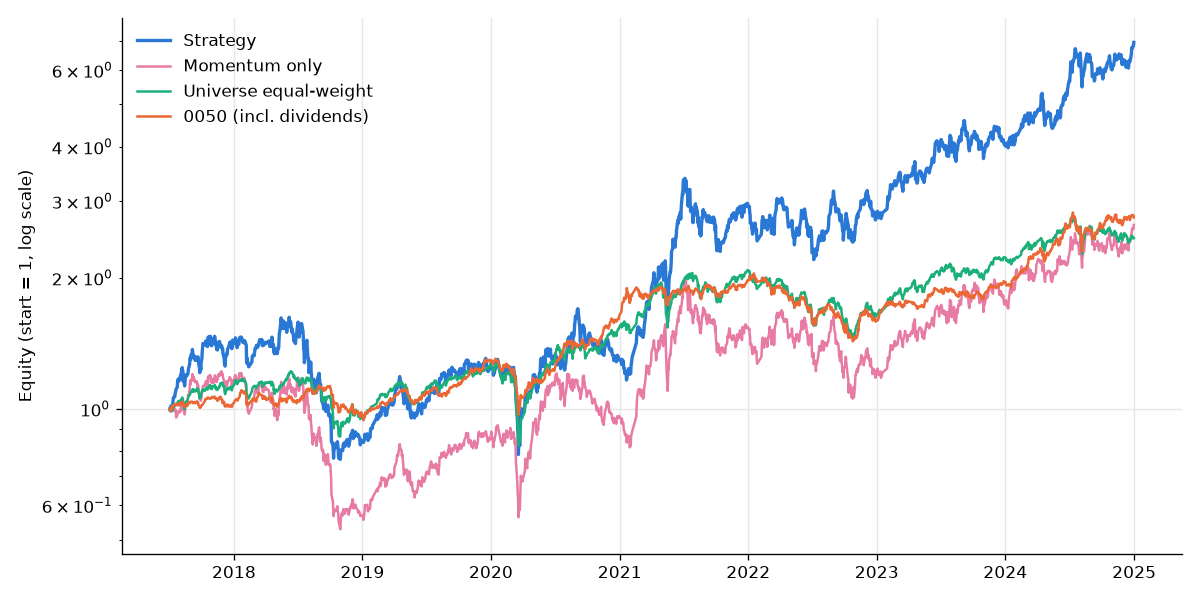 Strategy
Momentum only
Universe equal-weight
0050 (incl. dividends)
Equity (start = 1, log scale)
6 × 10⁰
4 × 10⁰
3 × 10⁰
2 × 10⁰
10⁰
6 × 10⁻¹
2018 2019 2020 2021 2022 2023 2024 2025